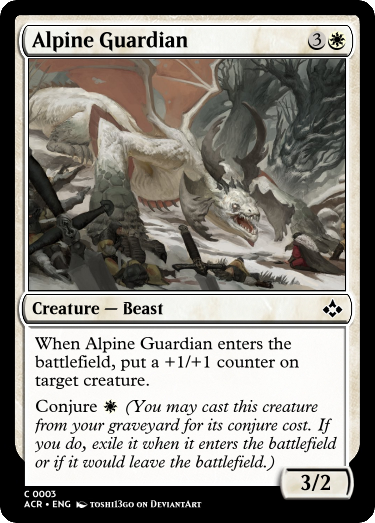 Alpine Guardian 3
Creature — Beast
When Alpine Guardian enters the
battlefield, put a +1/+1 counter on
target creature.
Conjure (You may cast this creature
from your graveyard for its conjure cost. If
you do, exile it when it enters the battlefield
or if it would leave the battlefield.)
3/2
C 0003
ACR • ENG TOSHI13GO ON DEVIANTART